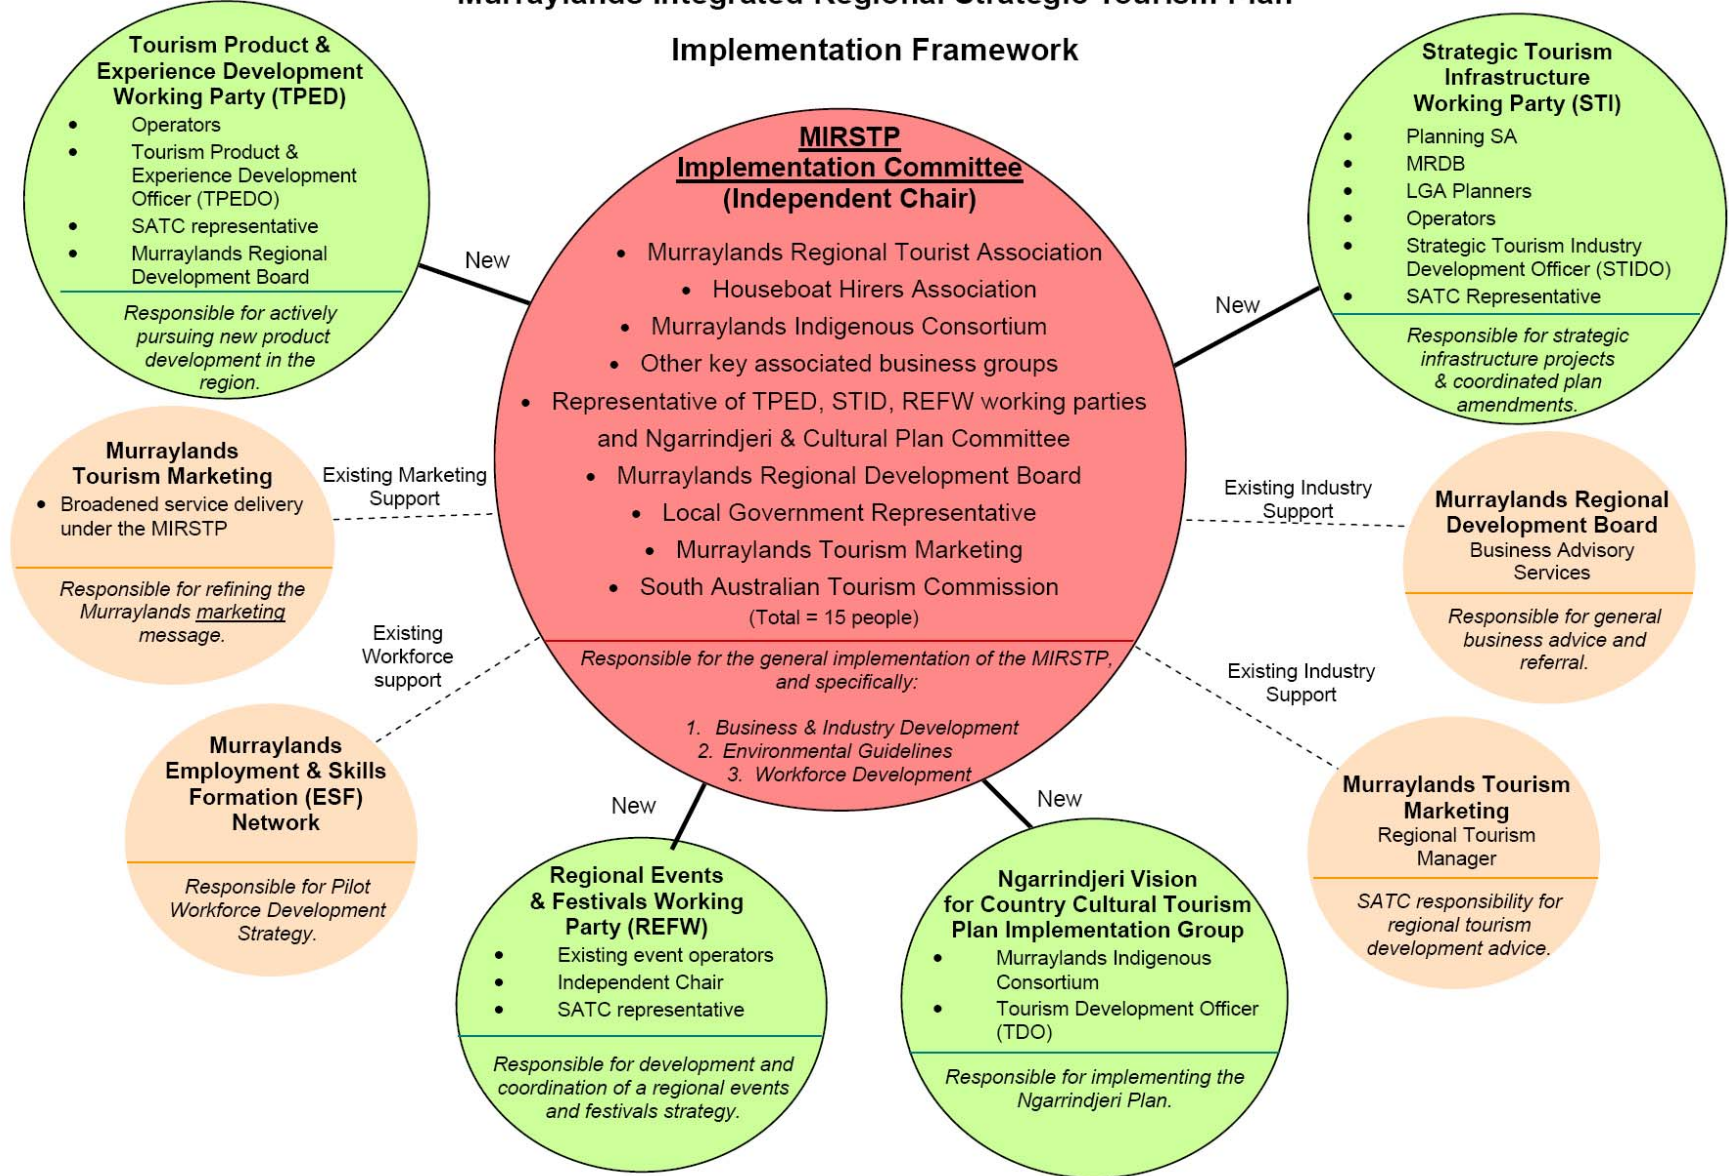 Murraylands Integrated Regional Strategic Tourism Plan
Implementation Framework
Tourism Product &
Experience Development
Working Party (TPED)
• Operators
• Tourism Product &
Experience Development
Officer (TPEDO)
• SATC representative
• Murraylands Regional
Development Board
Responsible for actively
pursuing new product
development in the
region.
New
MIRSTP
Implementation Committee
(Independent Chair)
• Murraylands Regional Tourist Association
• Houseboat Hirers Association
• Murraylands Indigenous Consortium
• Other key associated business groups
• Representative of TPED, STID, REFW working parties
and Ngarrindjeri & Cultural Plan Committee
• Murraylands Regional Development Board
• Local Government Representative
• Murraylands Tourism Marketing
• South Australian Tourism Commission
(Total = 15 people)
Responsible for the general implementation of the MIRSTP,
and specifically:
1. Business & Industry Development
2. Environmental Guidelines
3. Workforce Development
New
Strategic Tourism
Infrastructure
Working Party (STI)
• Planning SA
• MRDB
• LGA Planners
• Operators
• Strategic Tourism Industry
Development Officer (STIDO)
• SATC Representative
Responsible for strategic
infrastructure projects
& coordinated plan
amendments.
Murraylands
Tourism Marketing
• Broadened service delivery
under the MIRSTP
Responsible for refining the
Murraylands marketing
message.
Existing Marketing
Support
Existing Industry
Support
Murraylands Regional
Development Board
Business Advisory
Services
Responsible for general
business advice and
referral.
Existing
Workforce
support
Murraylands
Employment & Skills
Formation (ESF)
Network
Responsible for Pilot
Workforce Development
Strategy.
Existing Industry
Support
Murraylands Tourism
Marketing
Regional Tourism
Manager
SATC responsibility for
regional tourism
development advice.
New
Regional Events
& Festivals Working
Party (REFW)
• Existing event operators
• Independent Chair
• SATC representative
Responsible for development and
coordination of a regional events
and festivals strategy.
New
Ngarrindjeri Vision
for Country Cultural Tourism
Plan Implementation Group
• Murraylands Indigenous
Consortium
• Tourism Development Officer
(TDO)
Responsible for implementing the
Ngarrindjeri Plan.